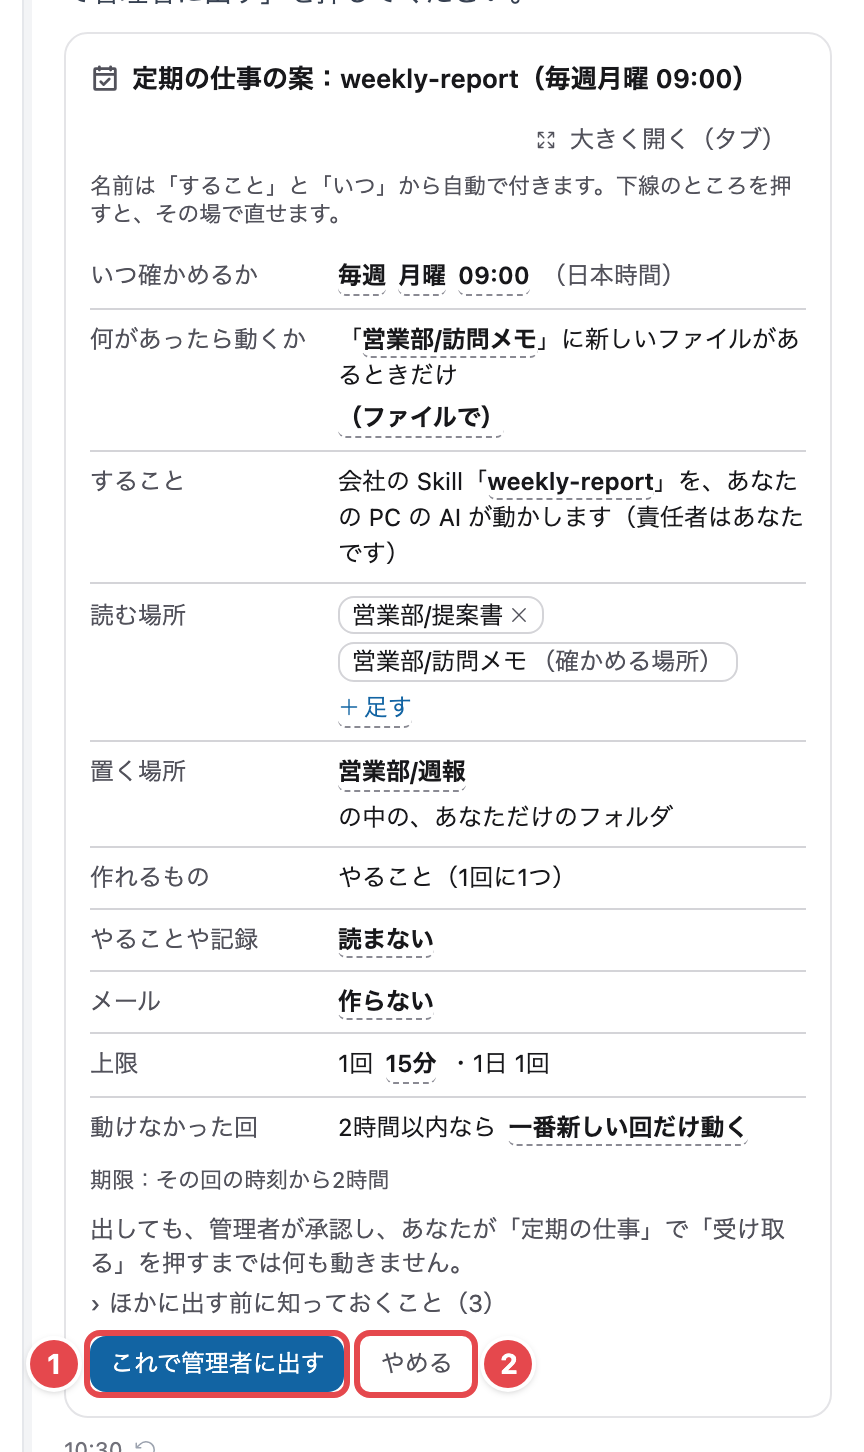 定期の仕事の案：weekly-report（毎週月曜 09:00）
大きく開く（タブ）
名前は「すること」と「いつ」から自動で付きます。下線のところを押
すと、その場で直せます。
いつ確かめるか 毎週 月曜 09:00 （日本時間）
何があったら動くか 「営業部/訪問メモ」に新しいファイルがあ
るときだけ
（ファイルで）
すること 会社の Skill「weekly-report」を、あなた
の PC の AI が動かします（責任者はあなた
です）
読む場所 営業部/提案書 ×
営業部/訪問メモ （確かめる場所）
＋足す
置く場所 営業部/週報
の中の、あなただけのフォルダ
作れるもの やること（1回に1つ）
やることや記録 読まない
メール 作らない
上限 1回 15分 ・1日 1回
動けなかった回 2時間以内なら 一番新しい回だけ動く
期限：その回の時刻から2時間
出しても、管理者が承認し、あなたが「定期の仕事」で「受け取
る」を押すまでは何も動きません。
› ほかに出す前に知っておくこと（3）
1 これで管理者に出す やめる 2
10:30